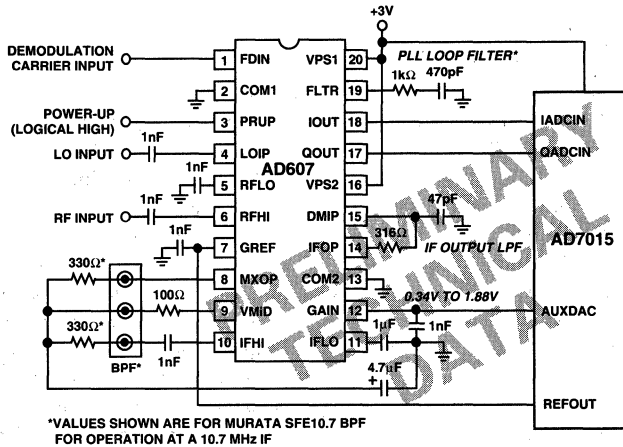 +3V
DEMODULATION
CARRIER INPUT
1 FDIN
VPS1 20
PLL LOOP FILTER*
2 COM1
FLTR 19
1kΩ
470pF
POWER-UP
(LOGICAL HIGH)
3 PRUP
IOUT 18
IADCIN
LO INPUT
1nF
4 LOIP
QOUT 17
QADCIN
AD607
1nF
5 RFLO
VPS2 16
RF INPUT
1nF
6 RFHI
DMIP 15
47pF
AD7015
1nF
7 GREF
IFOP 14
316Ω
IF OUTPUT LPF
330Ω*
8 MXOP
COM2 13
100Ω
9 VMID
GAIN 12
0.34V TO 1.88V
AUXDAC
330Ω*
10 IFHI
IFLO 11
1µF
1nF
BPF*
1nF
4.7µF
+
REFOUT
PRELIMINARY
TECHNICAL
DATA
*VALUES SHOWN ARE FOR MURATA SFE10.7 BPF
FOR OPERATION AT A 10.7 MHz IF